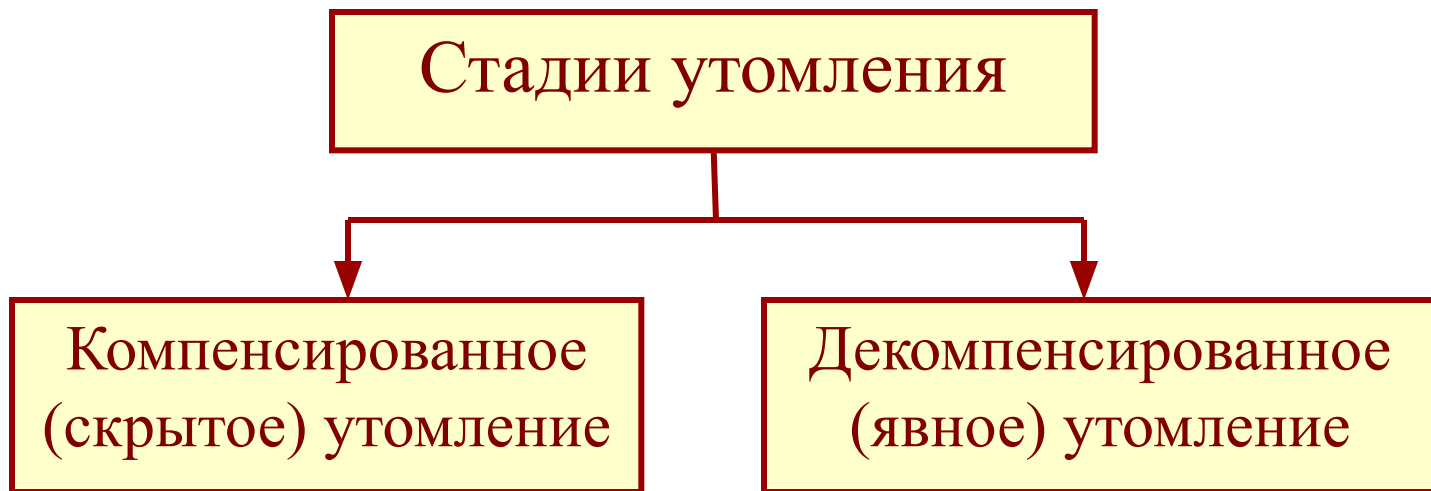 Стадии утомления
Компенсированное
(скрытое) утомление
Декомпенсированное
(явное) утомление